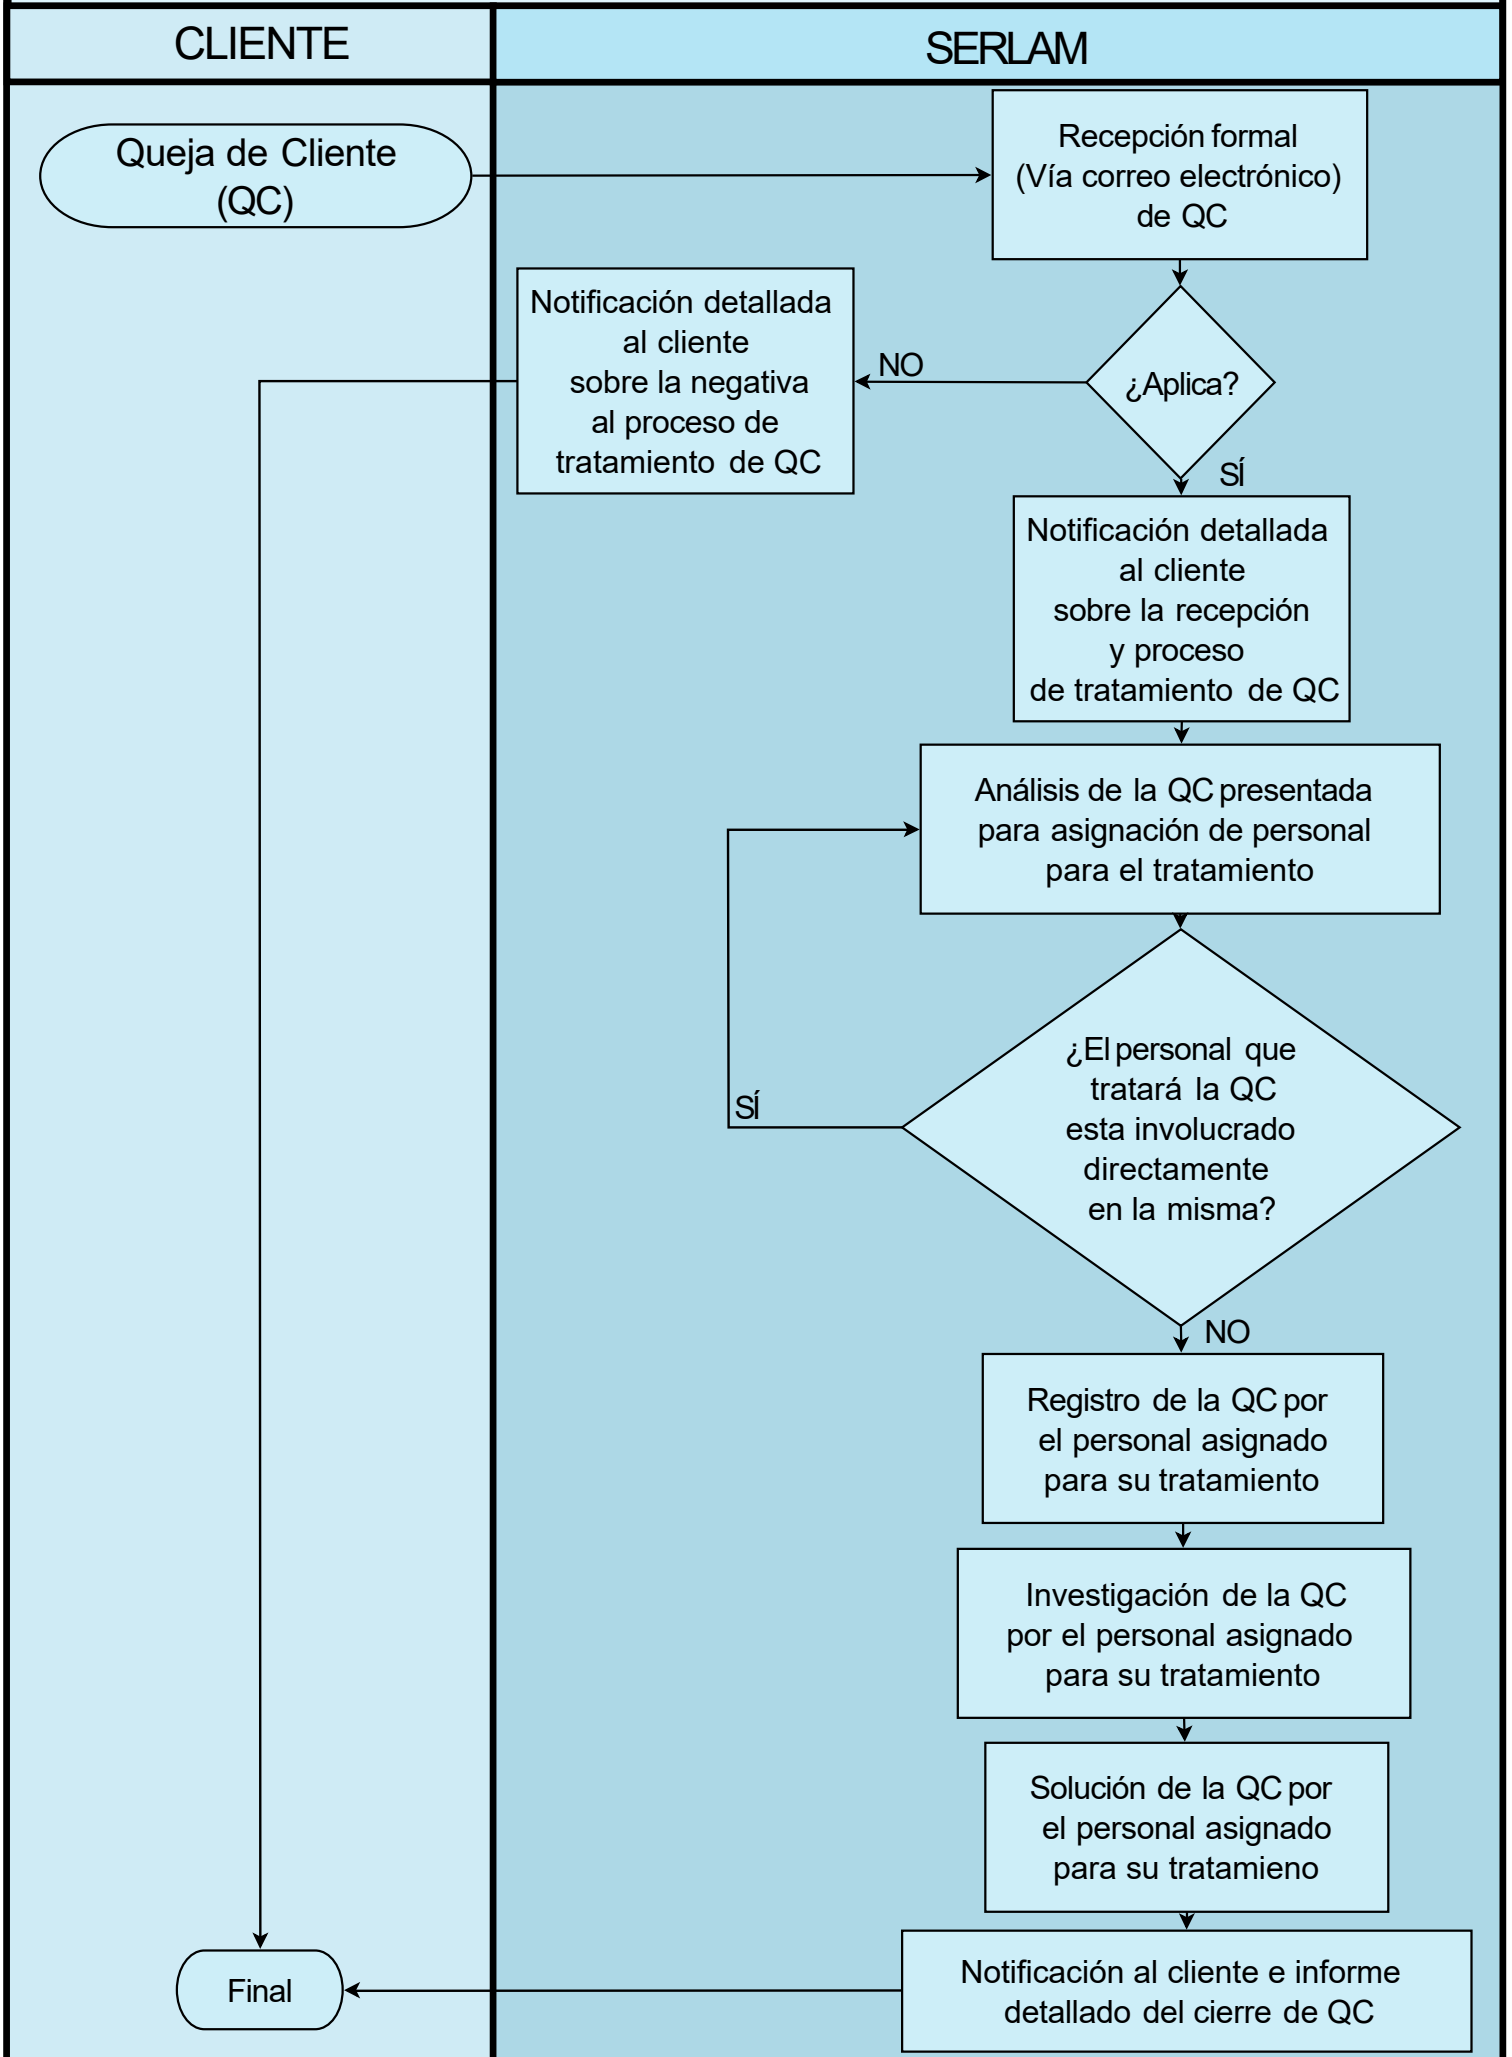 CLIENTE
SERLAM
Queja de Cliente
(QC)
Recepción formal
(Vía correo electrónico)
de QC
¿Aplica?
NO
Notificación detallada
al cliente
sobre la negativa
al proceso de
tratamiento de QC
SÍ
Notificación detallada
al cliente
sobre la recepción
y proceso
de tratamiento de QC
Análisis de la QC presentada
para asignación de personal
para el tratamiento
¿El personal que
tratará la QC
esta involucrado
directamente
en la misma?
SÍ
NO
Registro de la QC por
el personal asignado
para su tratamiento
Investigación de la QC
por el personal asignado
para su tratamiento
Solución de la QC por
el personal asignado
para su tratamieno
Notificación al cliente e informe
detallado del cierre de QC
Final